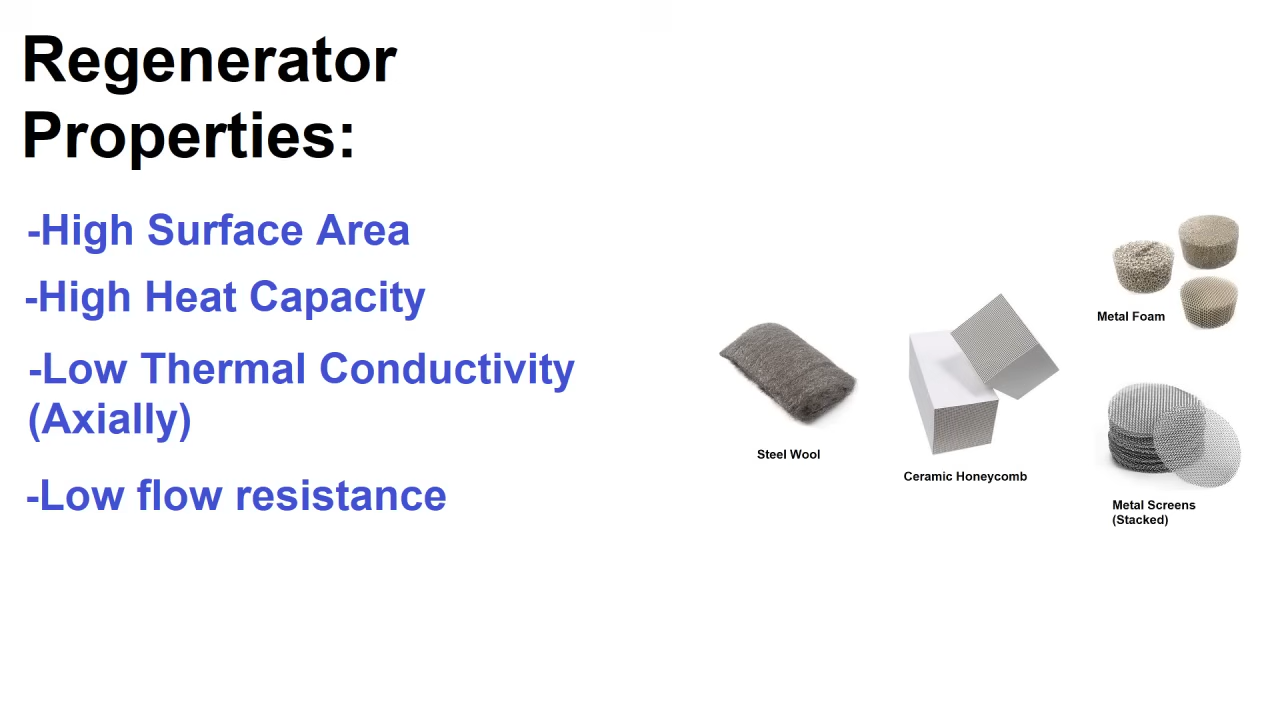 Regenerator
Properties:
-High Surface Area
-High Heat Capacity
-Low Thermal Conductivity
(Axially)
-Low flow resistance
Metal Foam
Steel Wool
Ceramic Honeycomb
Metal Screens
(Stacked)